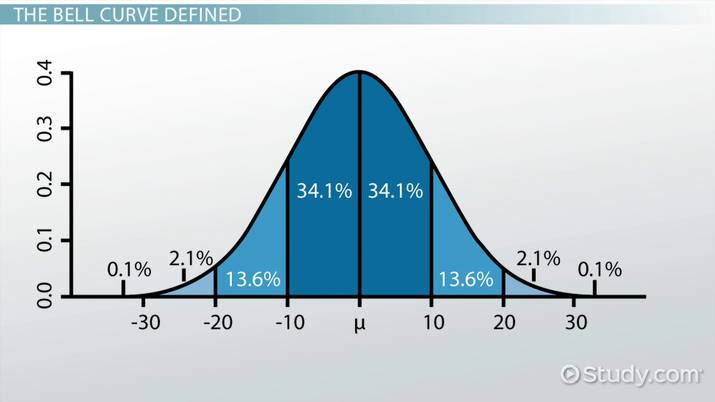 THE BELL CURVE DEFINED
0.4
0.3
0.2
0.1
0.0
34.1% 34.1%
0.1% 2.1% 13.6% 13.6% 2.1% 0.1%
-30 -20 -10 μ 10 20 30
Study.com